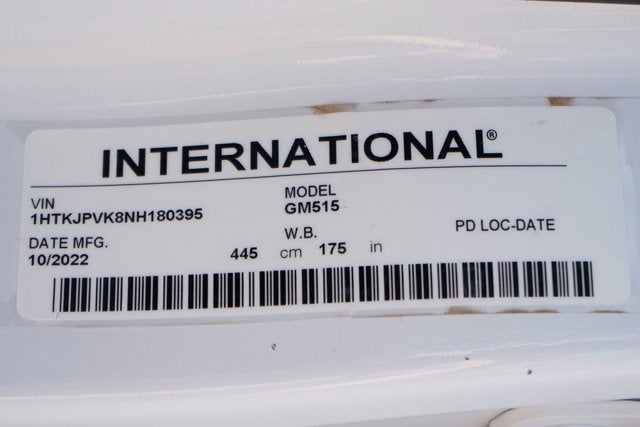 INTERNATIONAL®
VIN
1HTKJPVK8NH180395
MODEL
GM515
DATE MFG.
10/2022
W.B.
445 cm 175 in
PD LOC-DATE